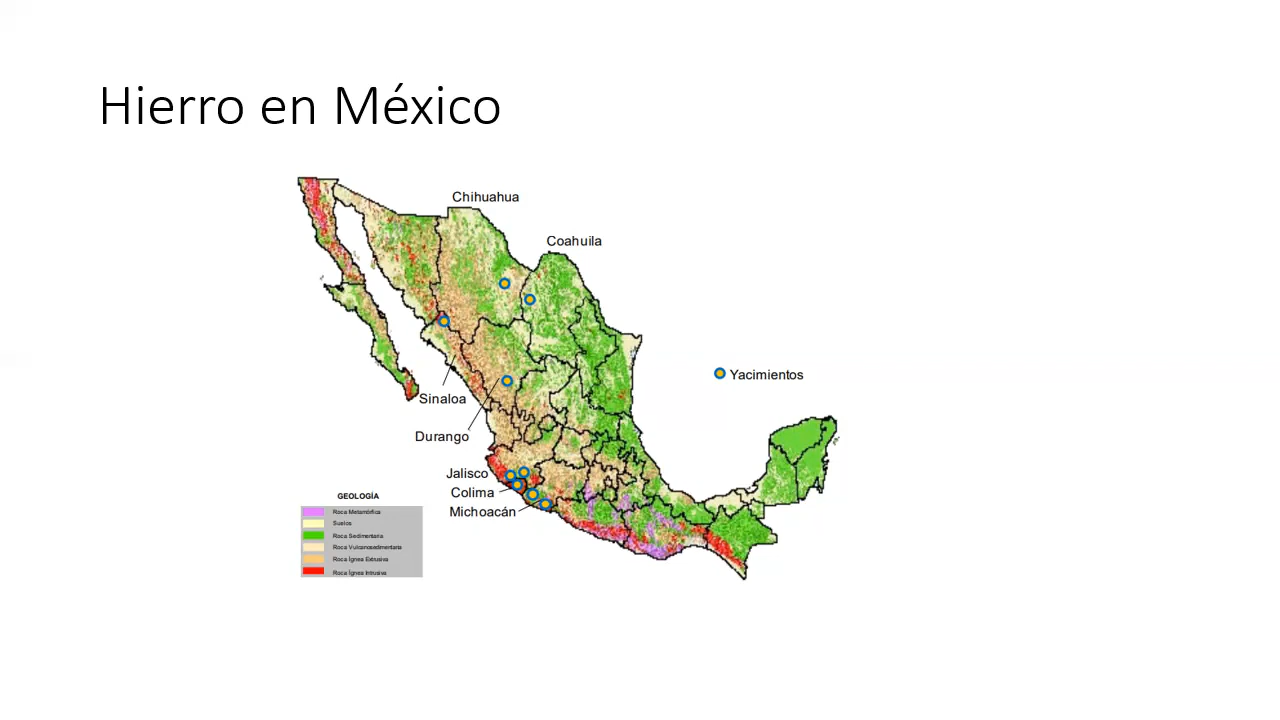 Hierro en México
Chihuahua
Coahuila
Yacimientos
Sinaloa
Durango
Jalisco
Colima
Michoacán
GEOLOGÍA
Roca Metamórfica
Suelos
Roca Sedimentaria
Roca Vulcanosedimentaria
Roca Ígnea Extrusiva
Roca Ígnea Intrusiva